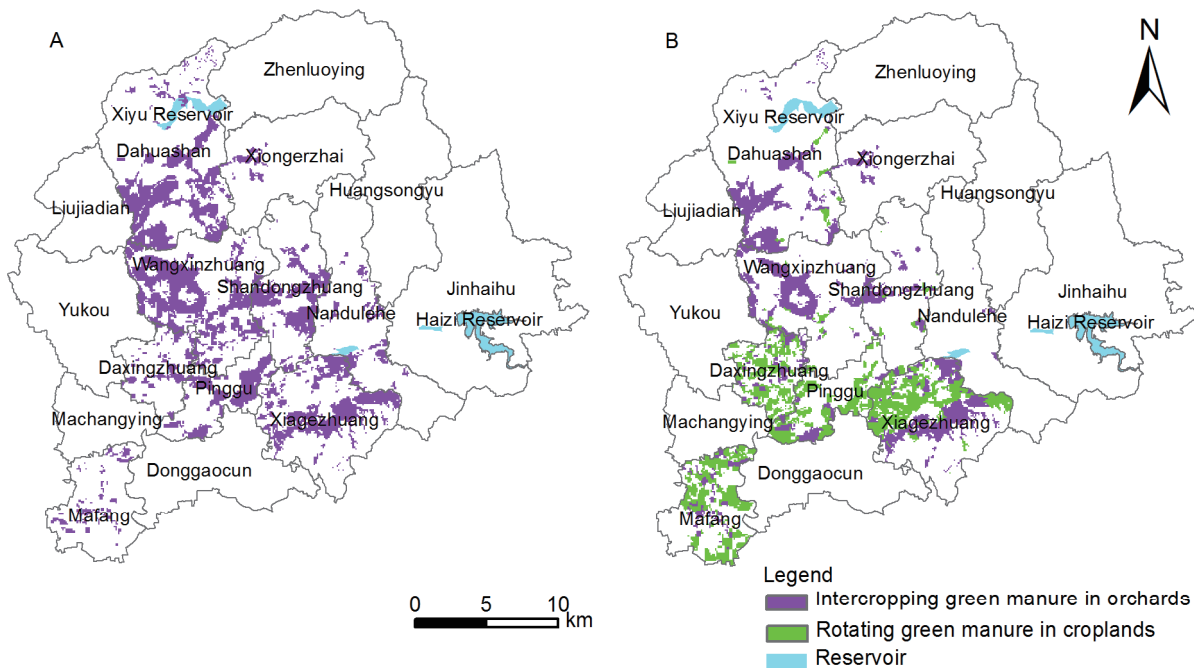 A
Zhenluoying
Xiyu Reservoir
Dahuashan
Xiongerzhai
Huangsongyu
Liujiadian
Wangxinzhuang
Shandongzhuang
Jinhaihu
Yukou
Nandulehe
Haizi Reservoir
Daxingzhuang
Pinggu
Machangying
Xiagezhuang
Donggaocun
Mafang
0 5 10
km
B
N
Zhenluoying
Xiyu Reservoir
Dahuashan
Xiongerzhai
Huangsongyu
Liujiadian
Wangxinzhuang
Shandongzhuang
Jinhaihu
Yukou
Nandulehe
Haizi Reservoir
Daxingzhuang
Pinggu
Machangying
Xiagezhuang
Donggaocun
Mafang
Legend
Intercropping green manure in orchards
Rotating green manure in croplands
Reservoir